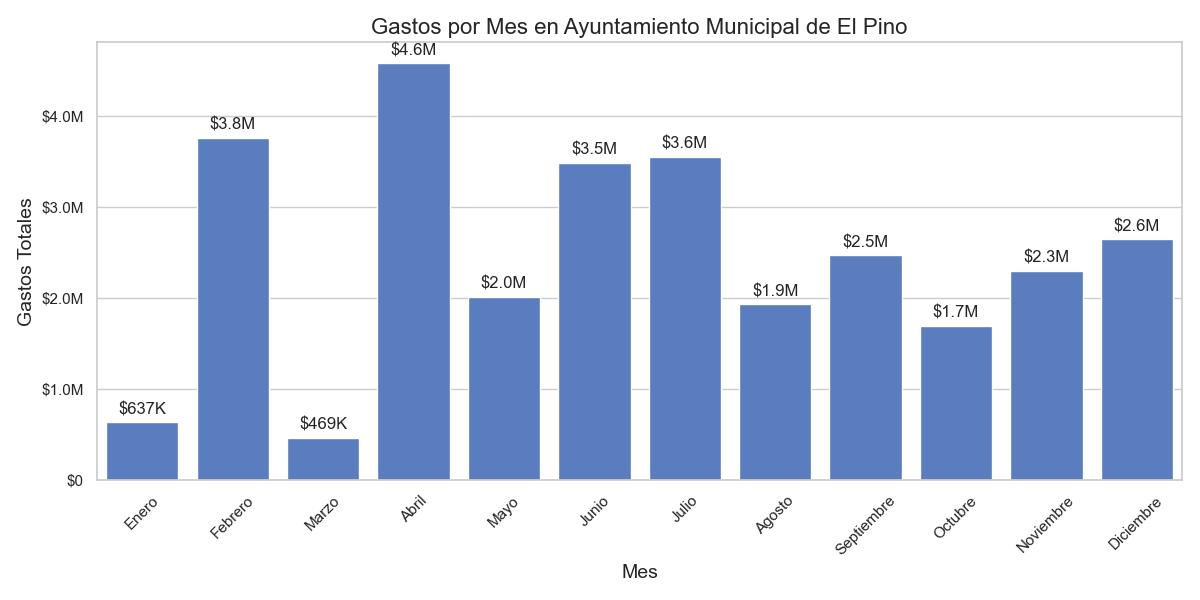 Gastos por Mes en Ayuntamiento Municipal de El Pino
$4.6M
$4.0M
$3.8M
$3.5M
$3.6M
$3.0M
$2.6M
$2.5M
$2.3M
$2.0M
$2.0M
$1.9M
$1.7M
$1.0M
$637K
$469K
$0
Gastos Totales
Enero
Febrero
Marzo
Abril
Mayo
Junio
Julio
Agosto
Septiembre
Octubre
Noviembre
Diciembre
Mes